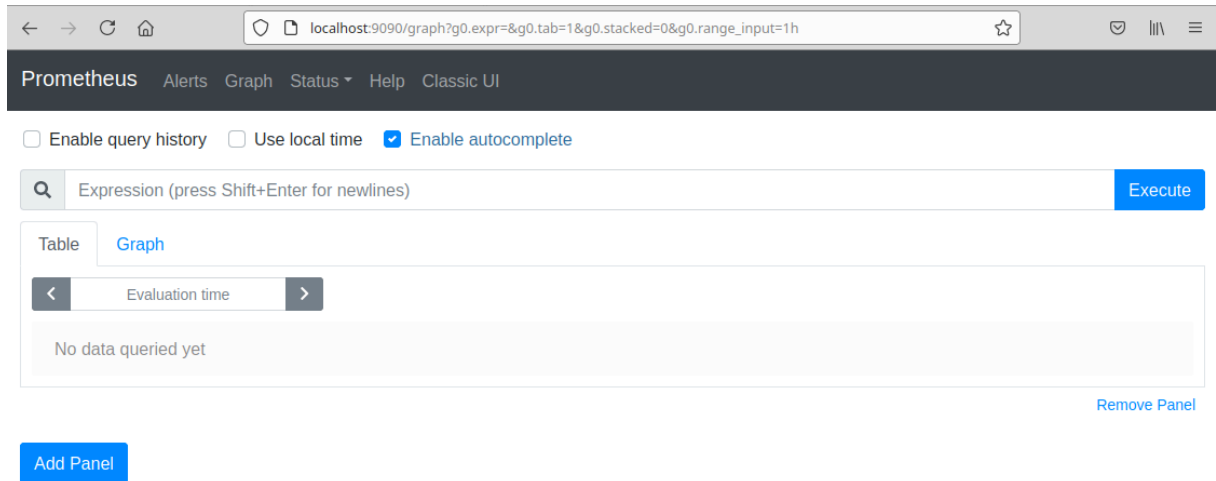 localhost:9090/graph?g0.expr=&g0.tab=1&g0.stacked=0&g0.range_input=1h
Prometheus Alerts Graph Status Help Classic UI
Enable query history Use local time Enable autocomplete
Expression (press Shift+Enter for newlines) Execute
Table Graph
Evaluation time
No data queried yet
Remove Panel
Add Panel